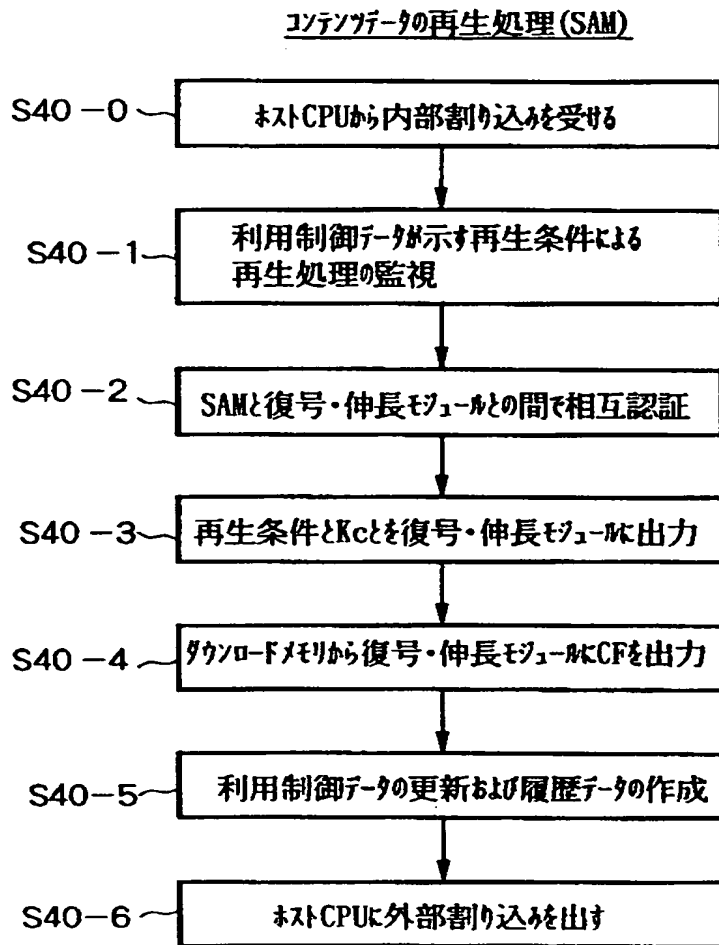 コンテンツデータの再生処理(SAM)
S40-0
ホストCPUから内部割り込みを受ける
S40-1
利用制御データが示す再生条件による
再生処理の監視
S40-2
SAMと復号・伸長モジュールとの間で相互認証
S40-3
再生条件とKcとを復号・伸長モジュールに出力
S40-4
ダウンロードメモリから復号・伸長モジュールにCFを出力
S40-5
利用制御データの更新および履歴データの作成
S40-6
ホストCPUに外部割り込みを出す